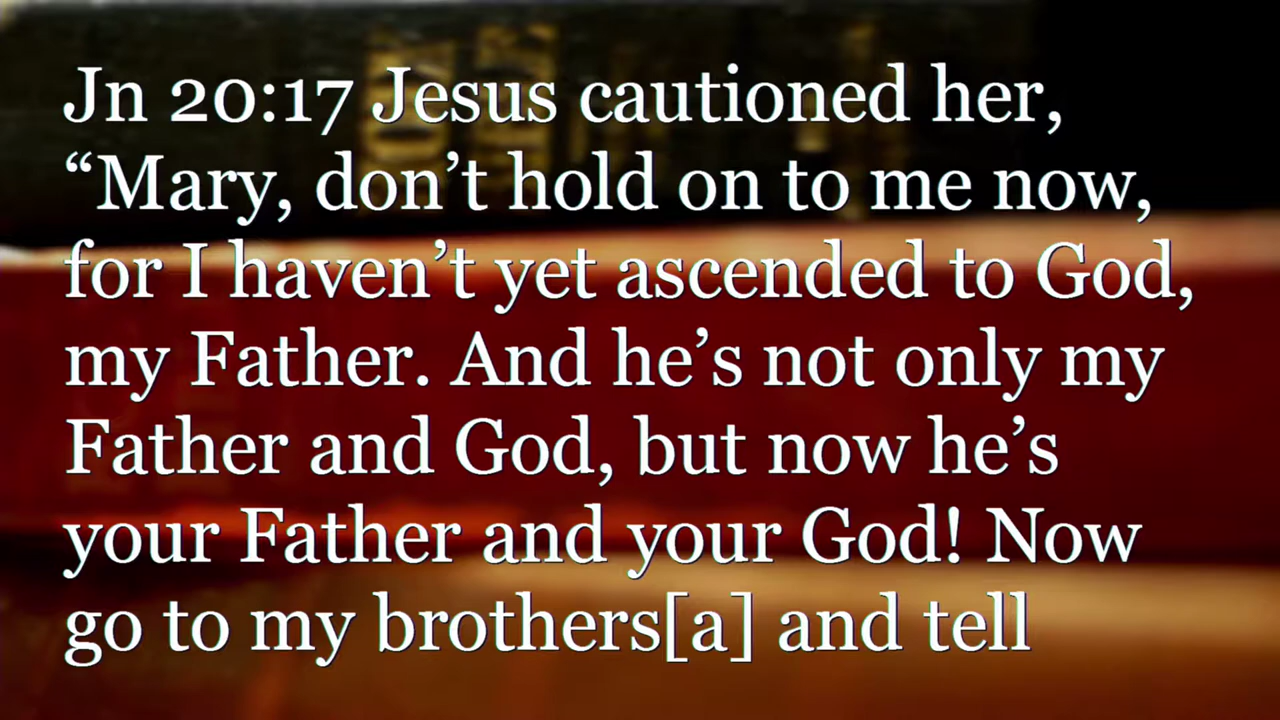 Jn 20:17 Jesus cautioned her,
“Mary, don’t hold on to me now,
for I haven’t yet ascended to God,
my Father. And he’s not only my
Father and God, but now he’s
your Father and your God! Now
go to my brothers[a] and tell